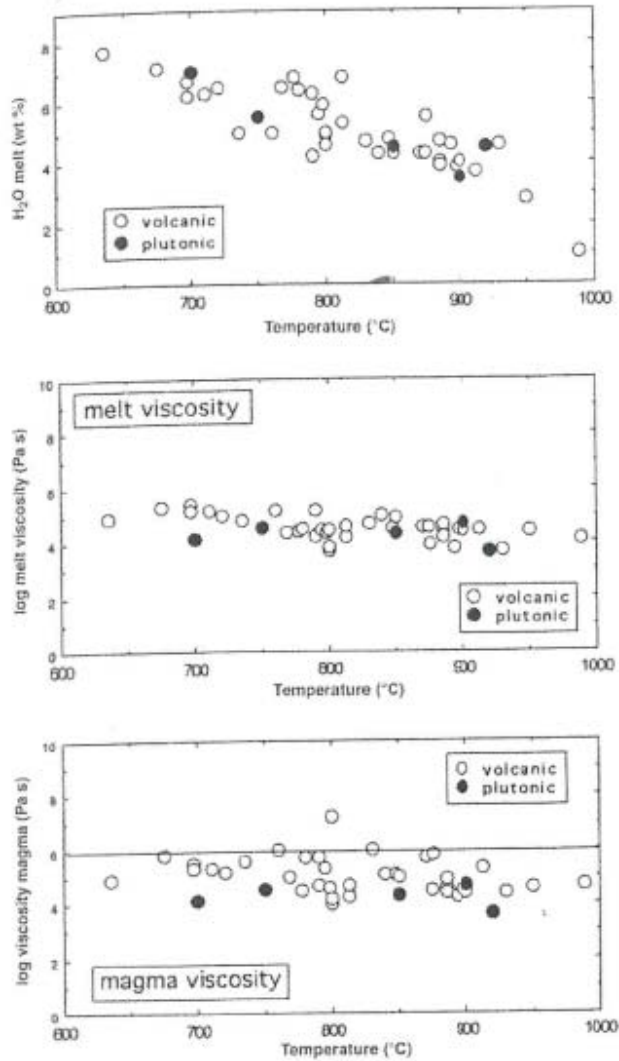 H₂O melt (wt %)
8
6
4
2
0
volcanic
plutonic
600 700 800 900 1000
Temperature (°C)
log melt viscosity (Pa s)
10
8
6
4
2
0
melt viscosity
volcanic
plutonic
600 700 800 900 1000
Temperature (°C)
log viscosity magma (Pa s)
10
8
6
4
2
0
volcanic
plutonic
magma viscosity
600 700 800 900 1000
Temperature (°C)